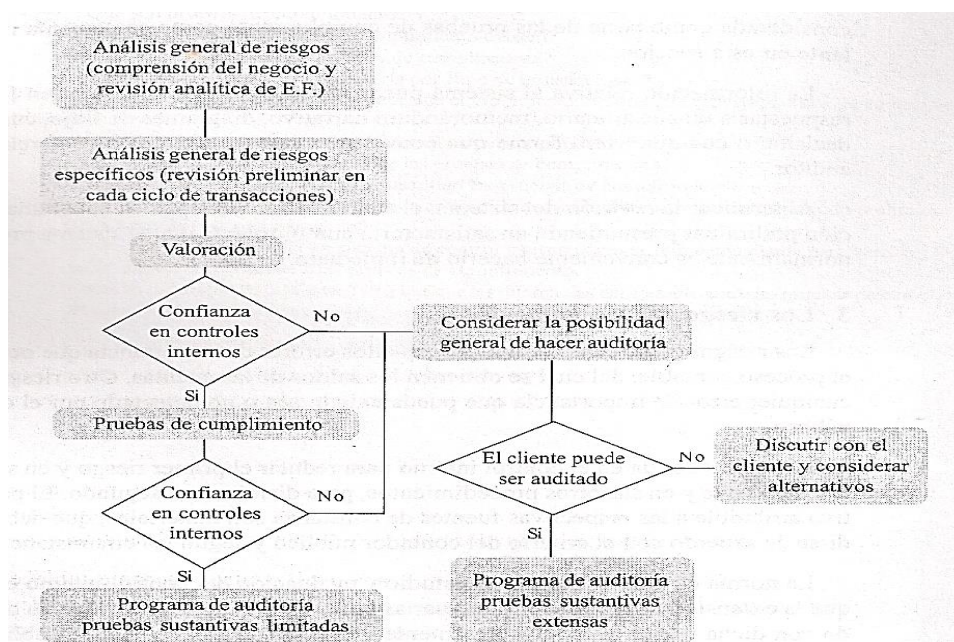 Análisis general de riesgos
(comprensión del negocio y
revisión analítica de E.F.)
Análisis general de riesgos
específicos (revisión preliminar en
cada ciclo de transacciones)
Valoración
Confianza
en controles
internos
No
Si
Considerar la posibilidad
general de hacer auditoría
Pruebas de cumplimiento
Confianza
en controles
internos
No
Si
El cliente puede
ser auditado
No
Si
Discutir con el
cliente y considerar
alternativos
Programa de auditoría
pruebas sustantivas limitadas
Programa de auditoría
pruebas sustantivas
extensas